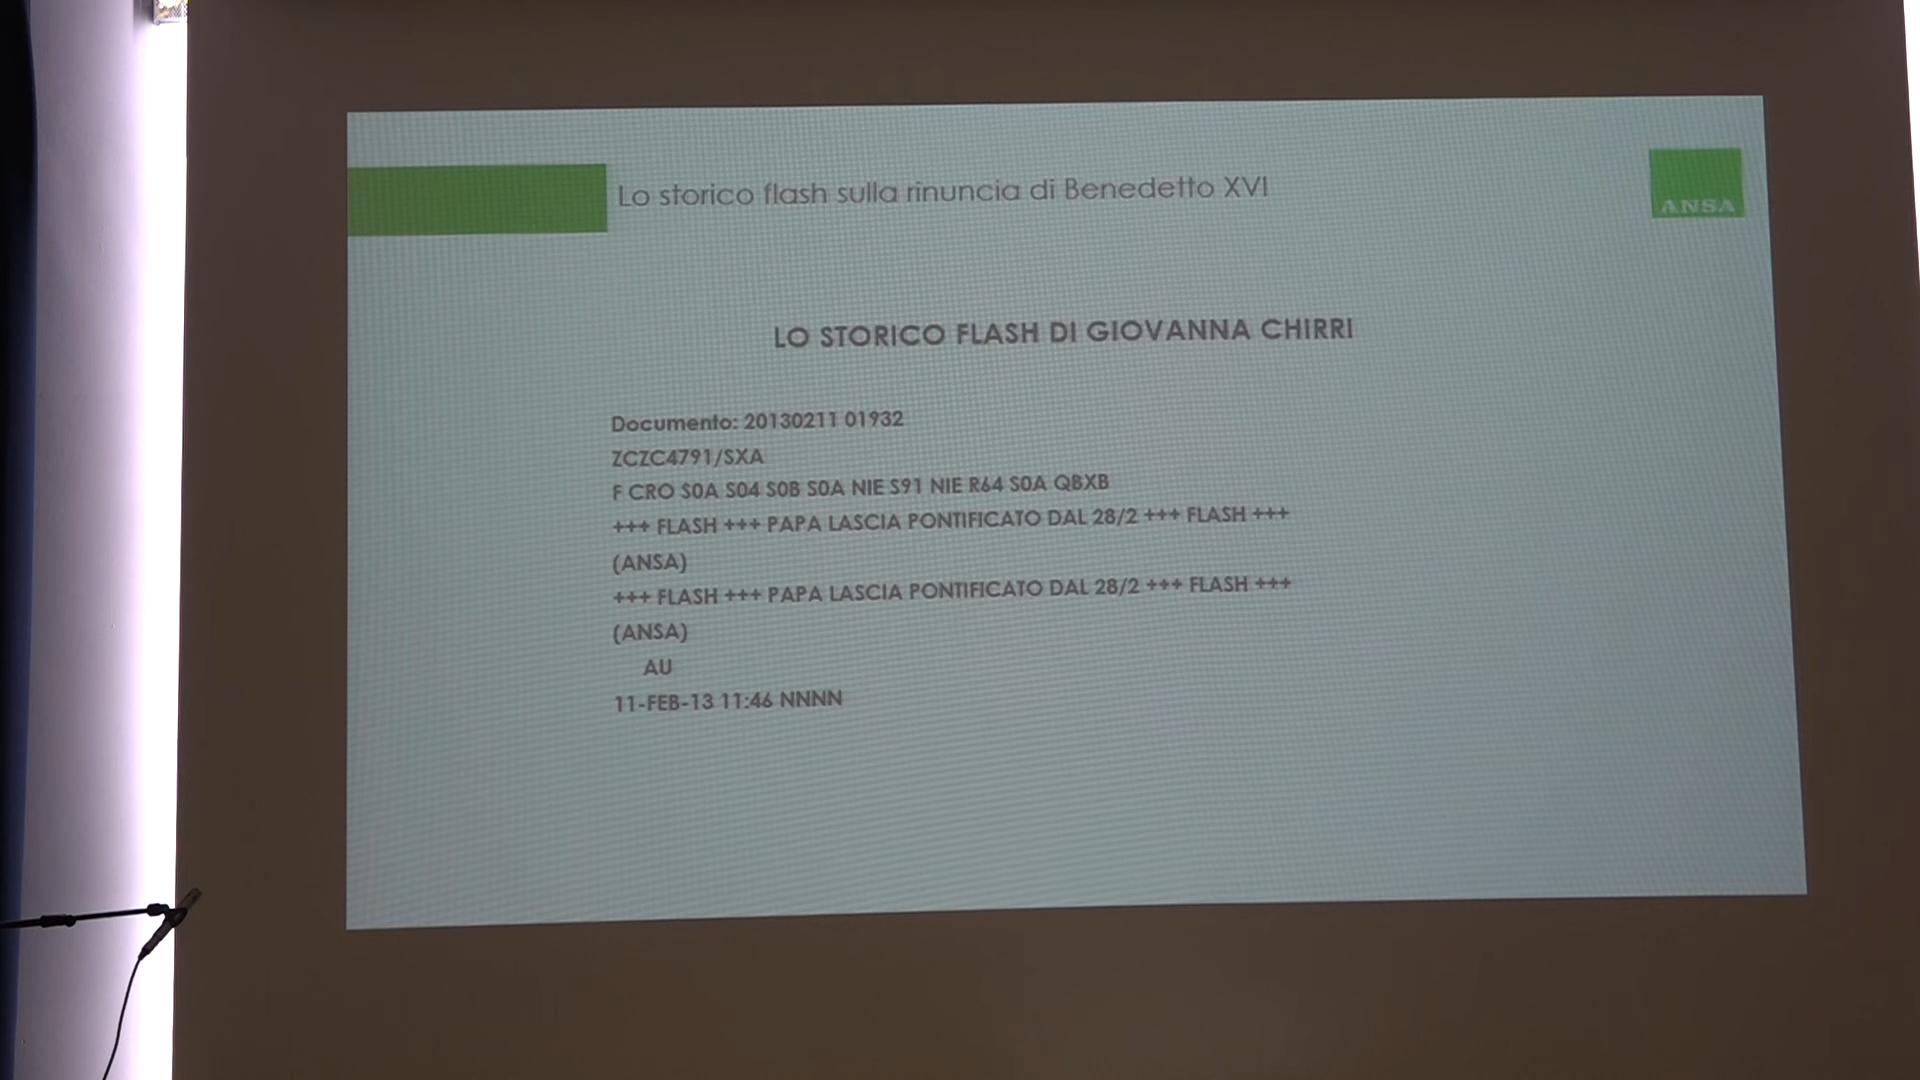 Lo storico flash sulla rinuncia di Benedetto XVI
ANSA
LO STORICO FLASH DI GIOVANNA CHIRRI
Documento: 20130211 01932
ZCZC4791/SXA
F CRO S0A S04 S0B S0A NIE S91 NIE R64 S0A QBXB
+++ FLASH +++ PAPA LASCIA PONTIFICATO DAL 28/2 +++ FLASH +++
(ANSA)
+++ FLASH +++ PAPA LASCIA PONTIFICATO DAL 28/2 +++ FLASH +++
(ANSA)
AU
11-FEB-13 11:46 NNNN